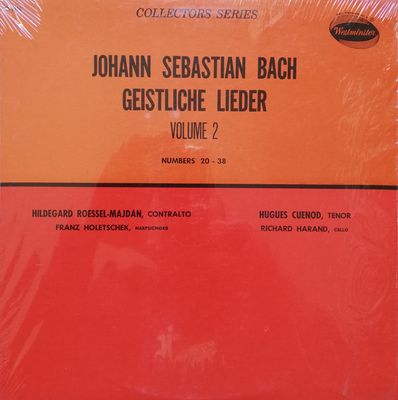 COLLECTORS SERIES
Westminster
JOHANN SEBASTIAN BACH
GEISTLICHE LIEDER
VOLUME 2
NUMBERS 20 - 38
HILDEGARD ROESSEL-MAJDAN, CONTRALTO
HUGUES CUENOD, TENOR
FRANZ HOLETSCHEK, HARPSICHORD
RICHARD HARAND, CELLO